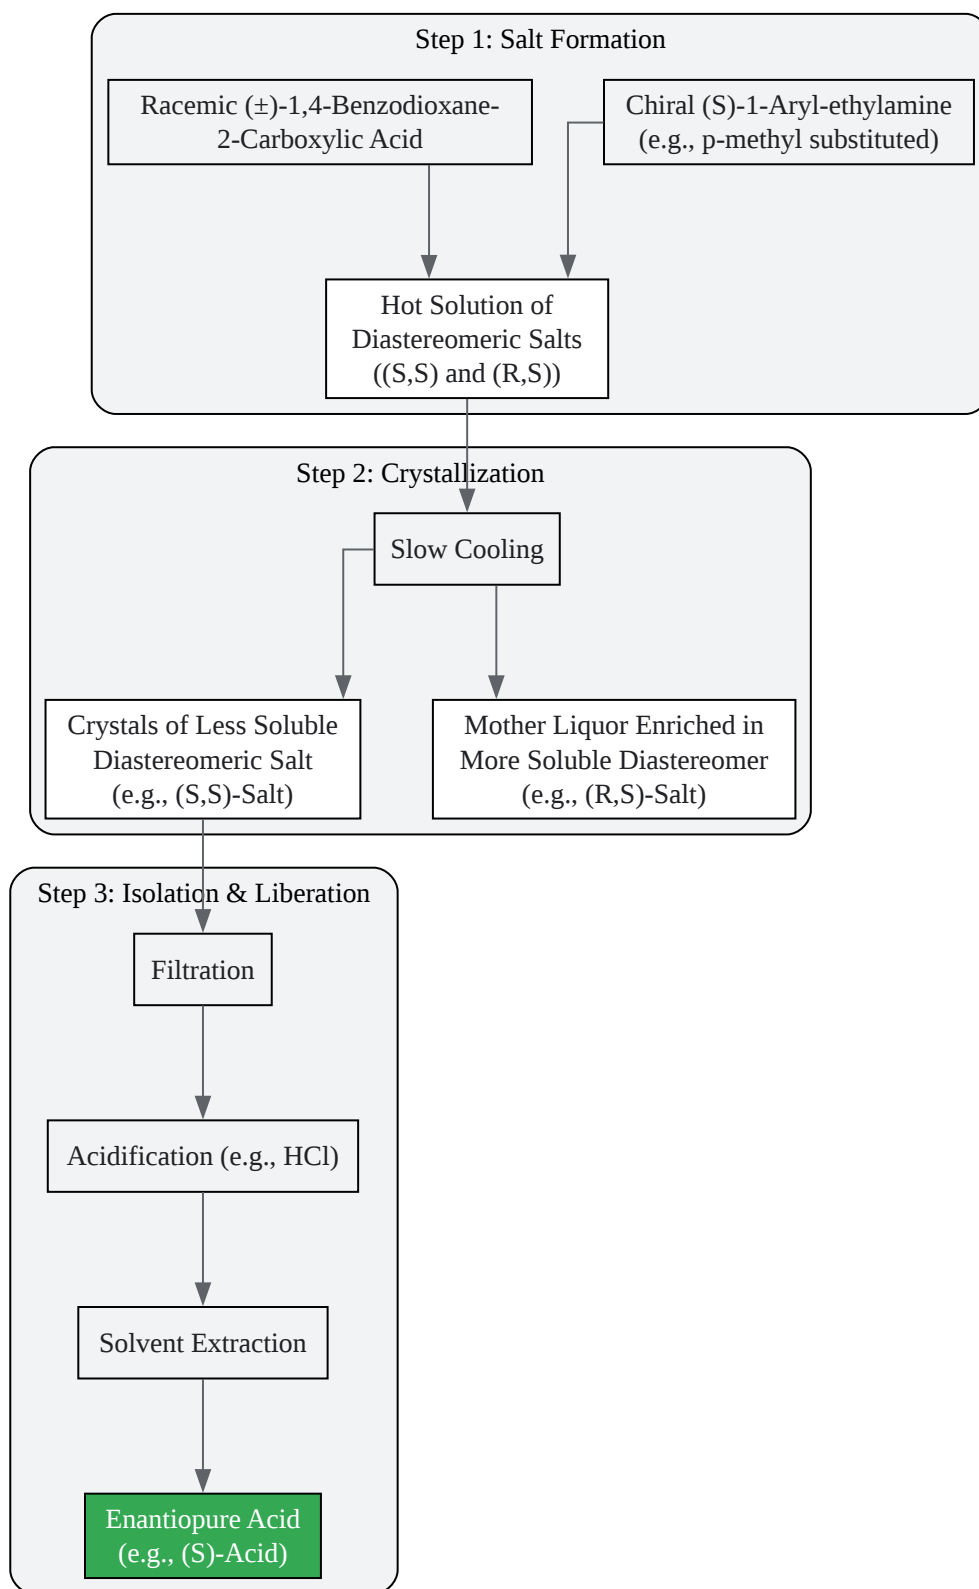 Step 1: Salt Formation
Racemic (±)-1,4-Benzodioxane-
2-Carboxylic Acid
Chiral (S)-1-Aryl-ethylamine
(e.g., p-methyl substituted)
Hot Solution of
Diastereomeric Salts
((S,S) and (R,S))
Step 2: Crystallization
Slow Cooling
Crystals of Less Soluble
Diastereomeric Salt
(e.g., (S,S)-Salt)
Mother Liquor Enriched in
More Soluble Diastereomer
(e.g., (R,S)-Salt)
Step 3: Isolation & Liberation
Filtration
Acidification (e.g., HCl)
Solvent Extraction
Enantiopure Acid
(e.g., (S)-Acid)